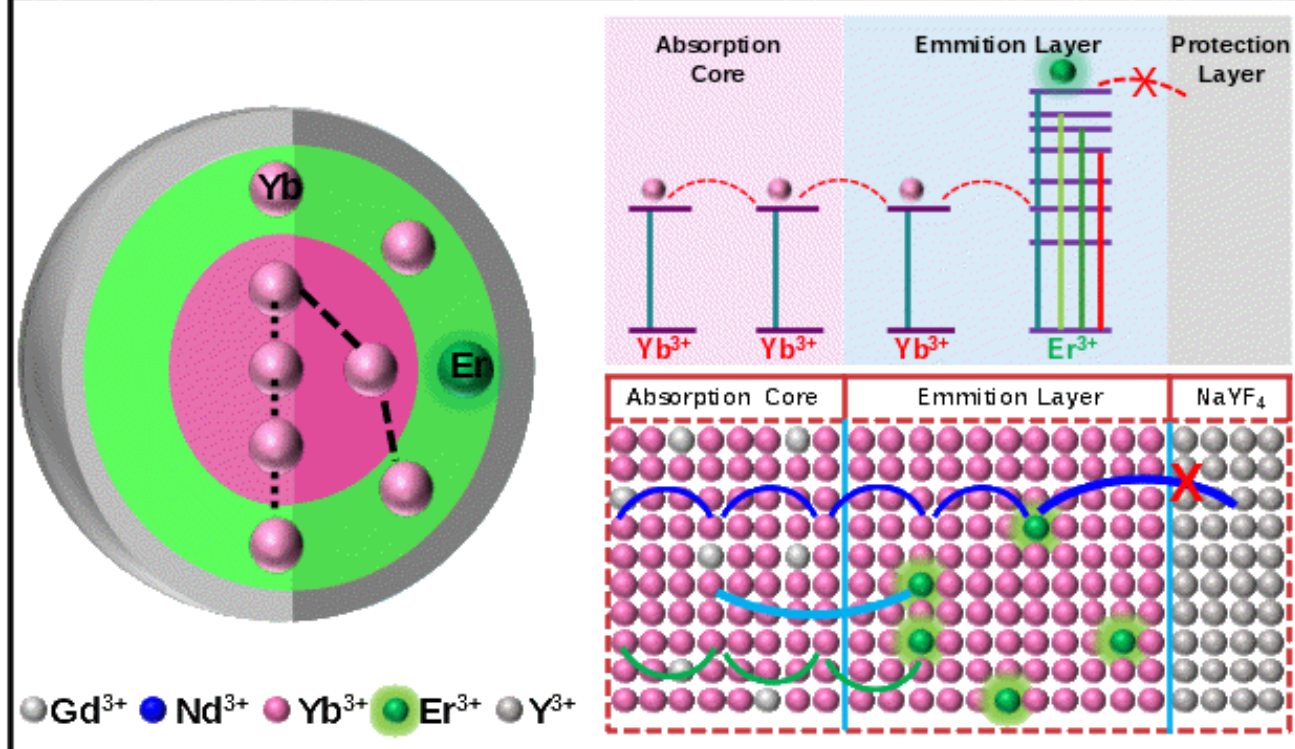 Yb
Er
Gd³⁺
Nd³⁺
Yb³⁺
Er³⁺
Y³⁺
Absorption
Core
Emmition Layer
Protection
Layer
X
Yb³⁺
Yb³⁺
Yb³⁺
Er³⁺
Absorption Core
Emmition Layer
NaYF₄
X